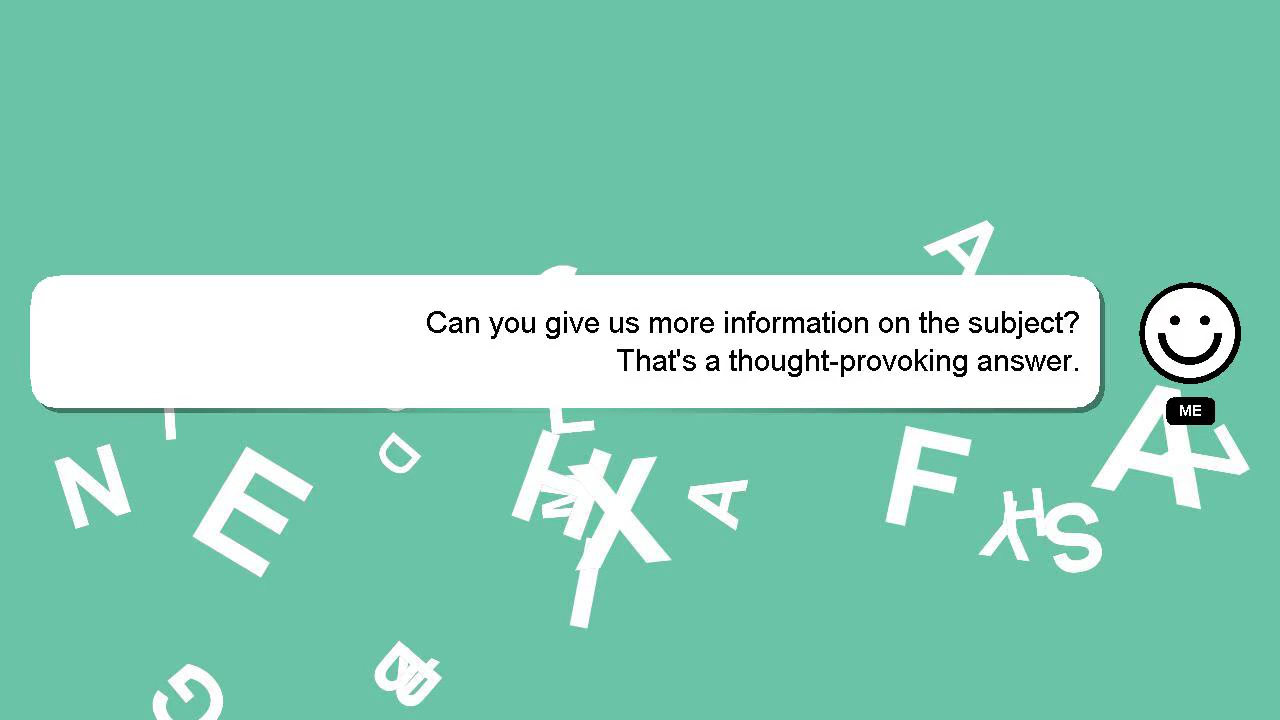 Can you give us more information on the subject?
That's a thought-provoking answer.
ME
A
N
E
D
H
X
A
F
H
S
A
G
B